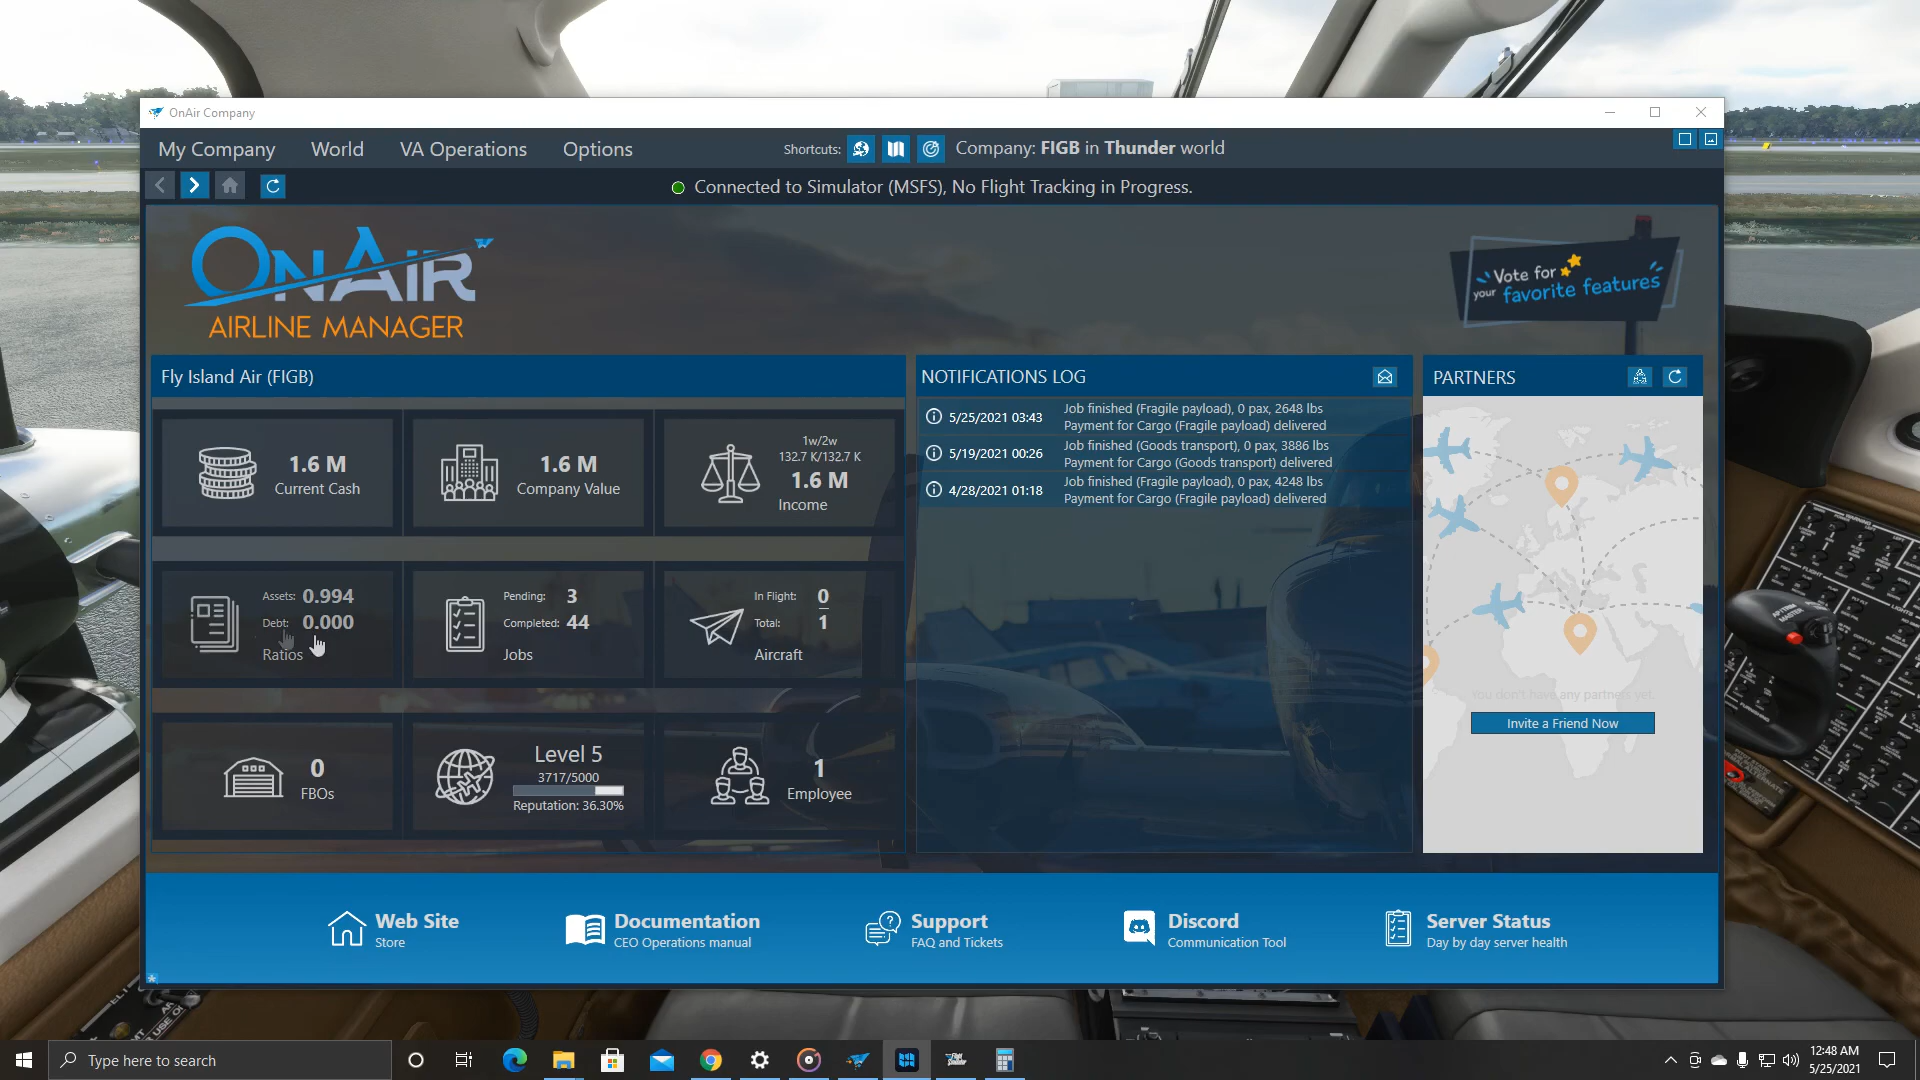 OnAir Company
My Company World VA Operations Options
Shortcuts:
Company: FIGB in Thunder world
Connected to Simulator (MSFS), No Flight Tracking in Progress.
ONAIR
AIRLINE MANAGER
Vote for
your favorite features
Fly Island Air (FIGB)
1.6 M
Current Cash
1.6 M
Company Value
1w/2w
132.7 K/132.7 K
1.6 M
Income
Assets: 0.994
Debt: 0.000
Ratios
Pending: 3
Completed: 44
Jobs
In Flight: 0
Total: 1
Aircraft
0
FBOs
Level 5
3717/5000
Reputation: 36.30%
1
Employee
NOTIFICATIONS LOG
5/25/2021 03:43
Job finished (Fragile payload), 0 pax, 2648 lbs
Payment for Cargo (Fragile payload) delivered
5/19/2021 00:26
Job finished (Goods transport), 0 pax, 3886 lbs
Payment for Cargo (Goods transport) delivered
4/28/2021 01:18
Job finished (Fragile payload), 0 pax, 4248 lbs
Payment for Cargo (Fragile payload) delivered
PARTNERS
You don't have any partners yet.
Invite a Friend Now
Web Site
Store
Documentation
CEO Operations manual
Support
FAQ and Tickets
Discord
Communication Tool
Server Status
Day by day server health
Type here to search
12:48 AM
5/25/2021